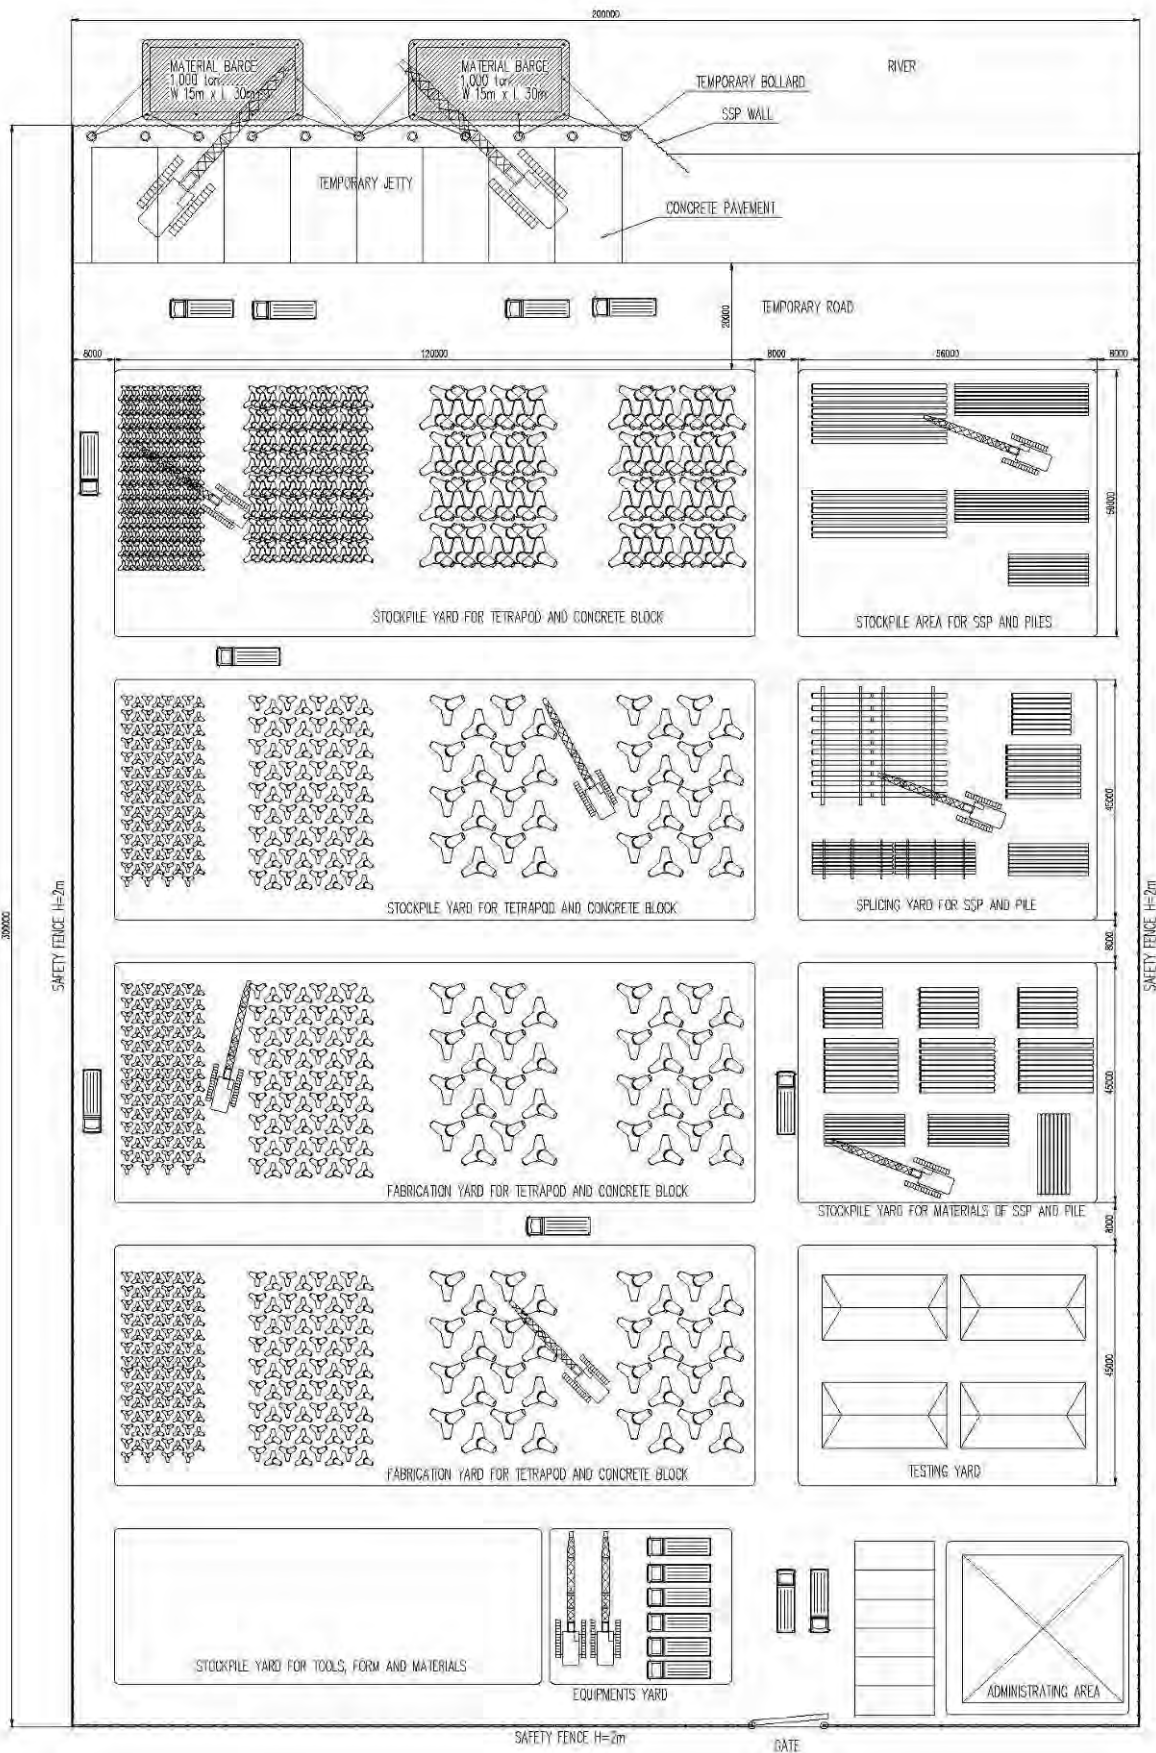 200000
MATERIAL BARGE
1,000 ton
W 15m x L 30m
MATERIAL BARGE
1,000 ton
W 15m x L 30m
RIVER
TEMPORARY BOLLARD
SSP WALL
TEMPORARY JETTY
CONCRETE PAVEMENT
20000
TEMPORARY ROAD
8000
120000
8000
56000
8000
STOCKPILE YARD FOR TETRAPOD AND CONCRETE BLOCK
STOCKPILE AREA FOR SSP AND PILES
STOCKPILE YARD FOR TETRAPOD AND CONCRETE BLOCK
SPLICING YARD FOR SSP AND PILE
45000
300000
SAFETY FENCE H=2m
SAFETY FENCE H=2m
8000
45000
FABRICATION YARD FOR TETRAPOD AND CONCRETE BLOCK
STOCKPILE YARD FOR MATERIALS OF SSP AND PILE
8000
45000
FABRICATION YARD FOR TETRAPOD AND CONCRETE BLOCK
TESTING YARD
STOCKPILE YARD FOR TOOLS, FORM AND MATERIALS
EQUIPMENTS YARD
ADMINISTRATING AREA
SAFETY FENCE H=2m
GATE